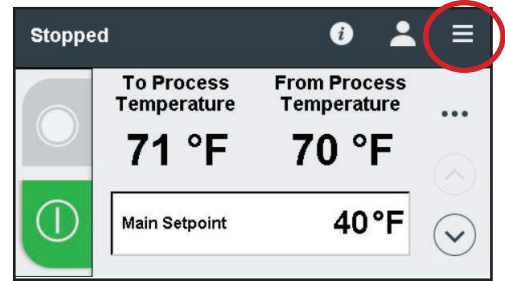 Stopped
To Process From Process
Temperature Temperature
71 °F 70 °F
Main Setpoint 40°F